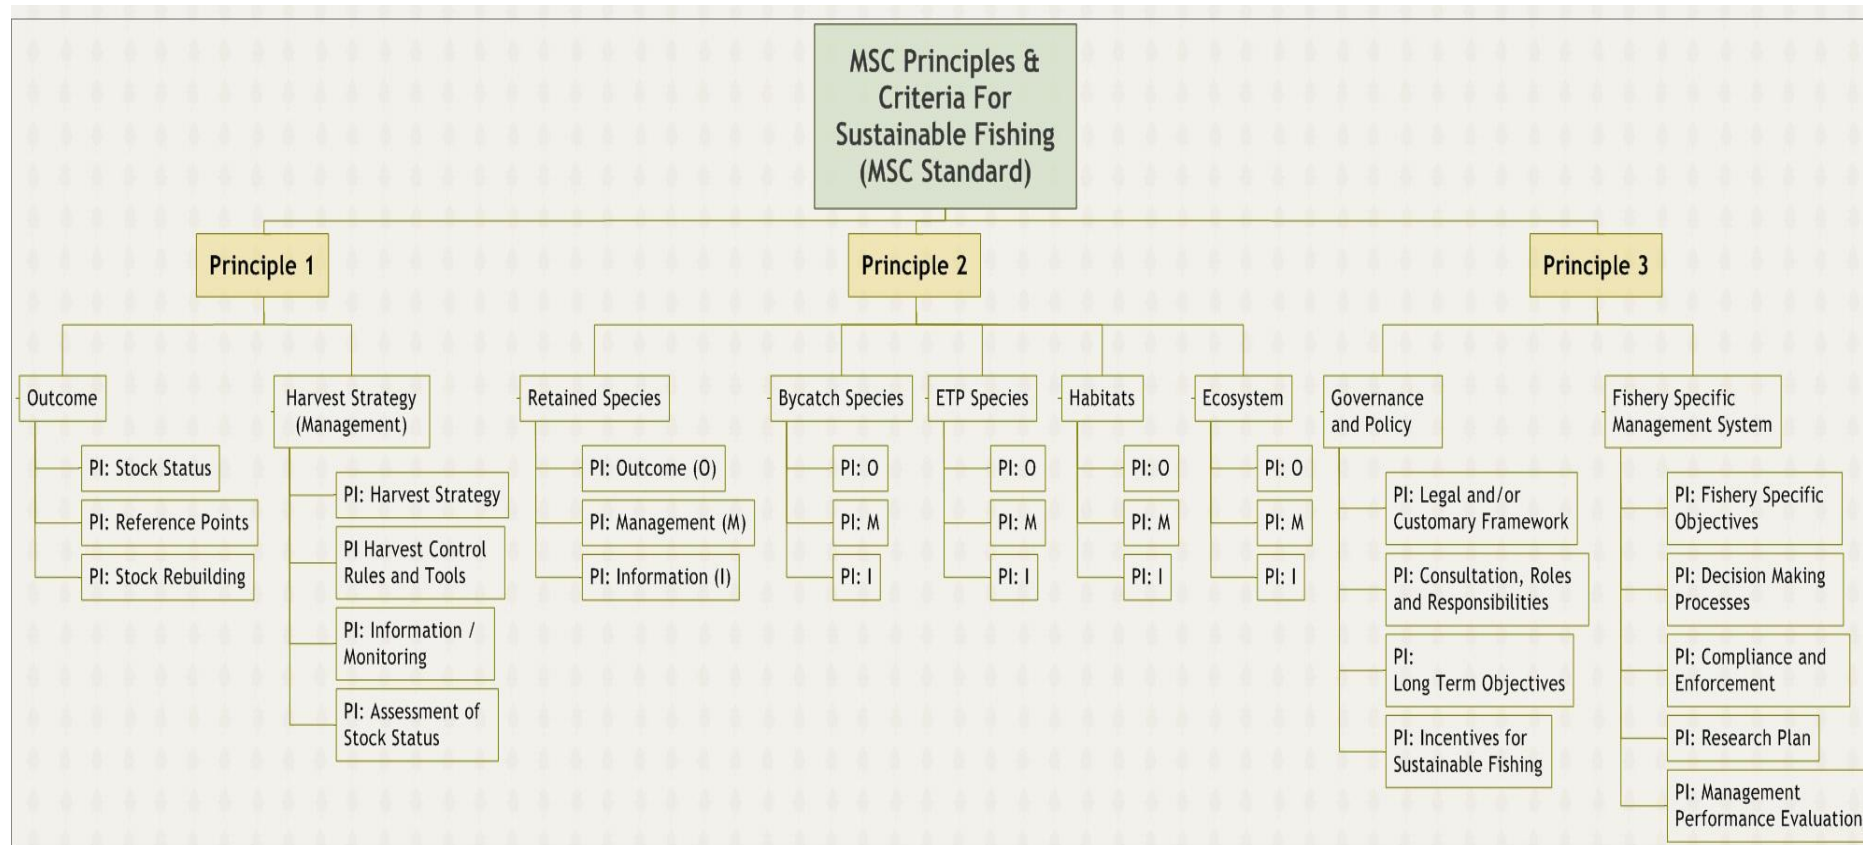 MSC Principles &
Criteria For
Sustainable Fishing
(MSC Standard)
Principle 1
Principle 2
Principle 3
Outcome
Harvest Strategy
(Management)
Retained Species
Bycatch Species
ETP Species
Habitats
Ecosystem
Governance
and Policy
Fishery Specific
Management System
PI: Stock Status
PI: Reference Points
PI: Stock Rebuilding
PI: Harvest Strategy
PI Harvest Control
Rules and Tools
PI: Information /
Monitoring
PI: Assessment of
Stock Status
PI: Outcome (O)
PI: Management (M)
PI: Information (I)
PI: O
PI: M
PI: I
PI: O
PI: M
PI: I
PI: O
PI: M
PI: I
PI: O
PI: M
PI: I
PI: Legal and/or
Customary Framework
PI: Consultation, Roles
and Responsibilities
PI:
Long Term Objectives
PI: Incentives for
Sustainable Fishing
PI: Fishery Specific
Objectives
PI: Decision Making
Processes
PI: Compliance and
Enforcement
PI: Research Plan
PI: Management
Performance Evaluation